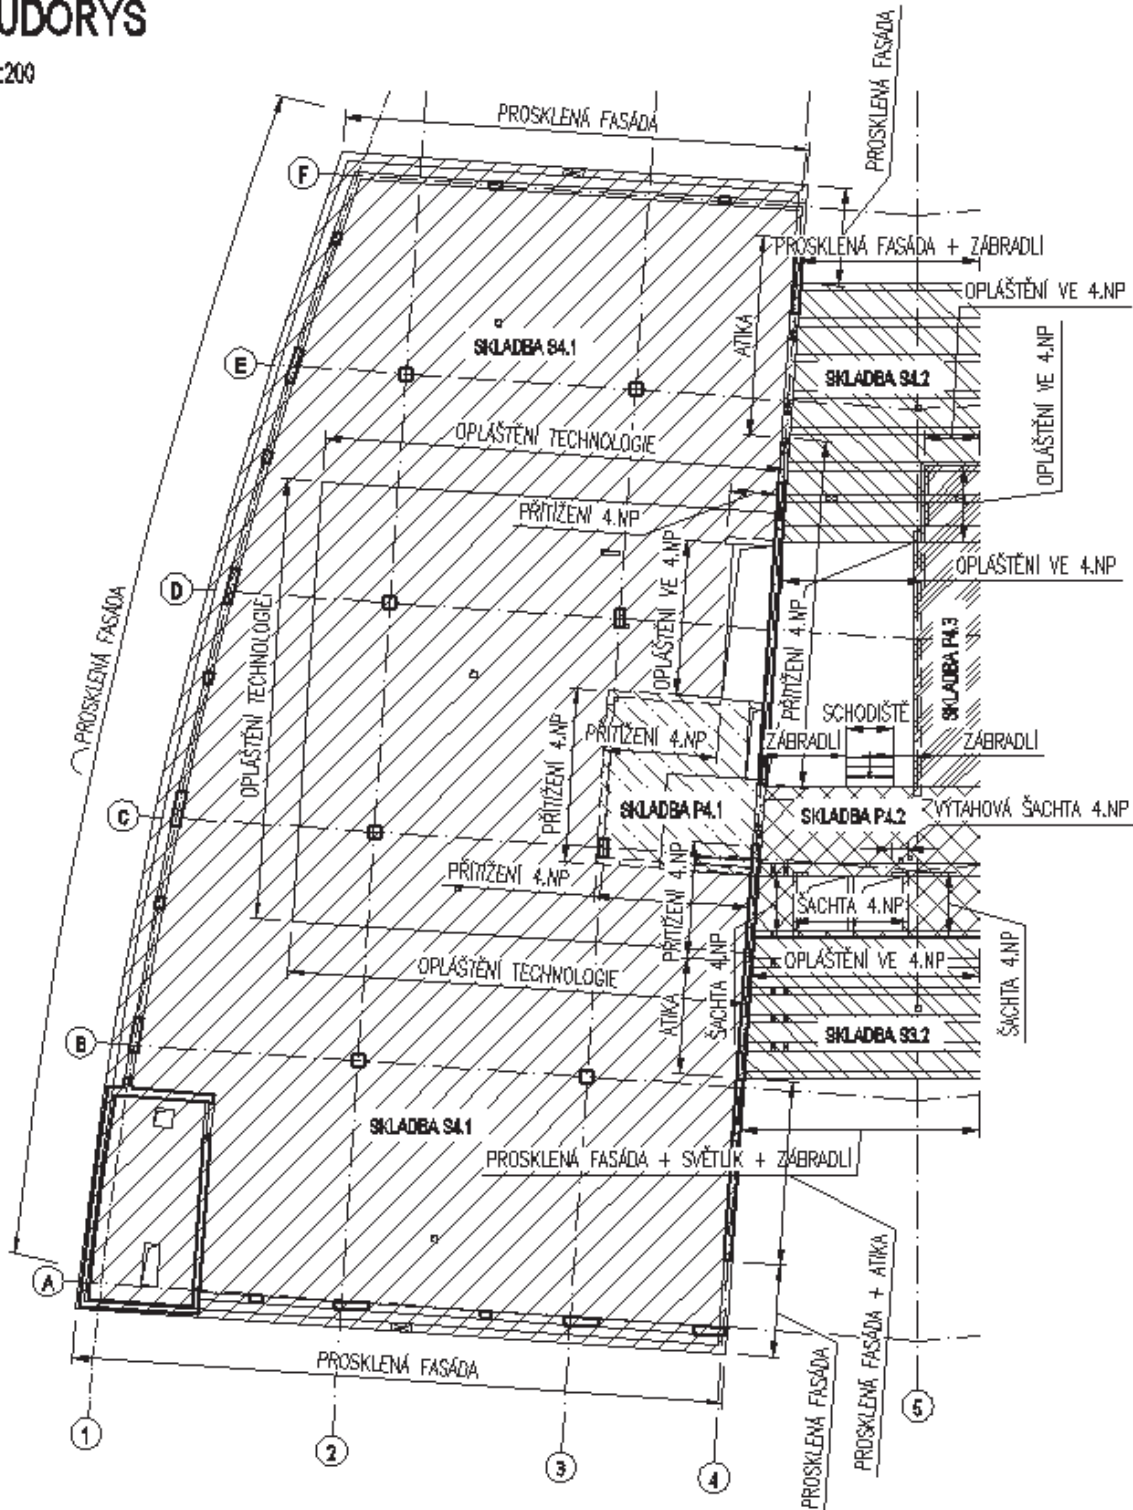 UDORYS
:200
PROSKLENÁ FASÁDA
PROSKLENÁ FASÁDA
F
PROSKLENÁ FASÁDA + ZÁBRADLÍ
OPLÁŠTĚNÍ VE 4.NP
ATIKA
SKLADBA S4.1
E
SKLADBA S4.2
OPLÁŠTĚNÍ VE 4.NP
OPLÁŠTĚNÍ TECHNOLOGIE
PŘITÍŽENÍ 4.NP
OPLÁŠTĚNÍ VE 4.NP
OPLÁŠTĚNÍ VE 4.NP
D
PROSKLENÁ FASÁDA
OPLÁŠTĚNÍ TECHNOLOGIE
PŘITÍŽENÍ 4.NP
SKLADBA P4.3
SCHODIŠTĚ
PŘITÍŽENÍ 4.NP
PŘITÍŽENÍ 4.NP
ZÁBRADLÍ
ZÁBRADLÍ
C
SKLADBA P4.1
SKLADBA P4.2
VÝTAHOVÁ ŠACHTA 4.NP
PŘITÍŽENÍ 4.NP
PŘITÍŽENÍ 4.NP
ŠACHTA 4.NP
OPLÁŠTĚNÍ TECHNOLOGIE
ATIKA
ŠACHTA 4.NP
OPLÁŠTĚNÍ VE 4.NP
ŠACHTA 4.NP
B
SKLADBA S3.2
SKLADBA S4.1
PROSKLENÁ FASÁDA + SVĚTLÍK + ZÁBRADLÍ
A
PROSKLENÁ FASÁDA
PROSKLENÁ FASÁDA
PROSKLENÁ FASÁDA + ATIKA
1
2
3
4
5